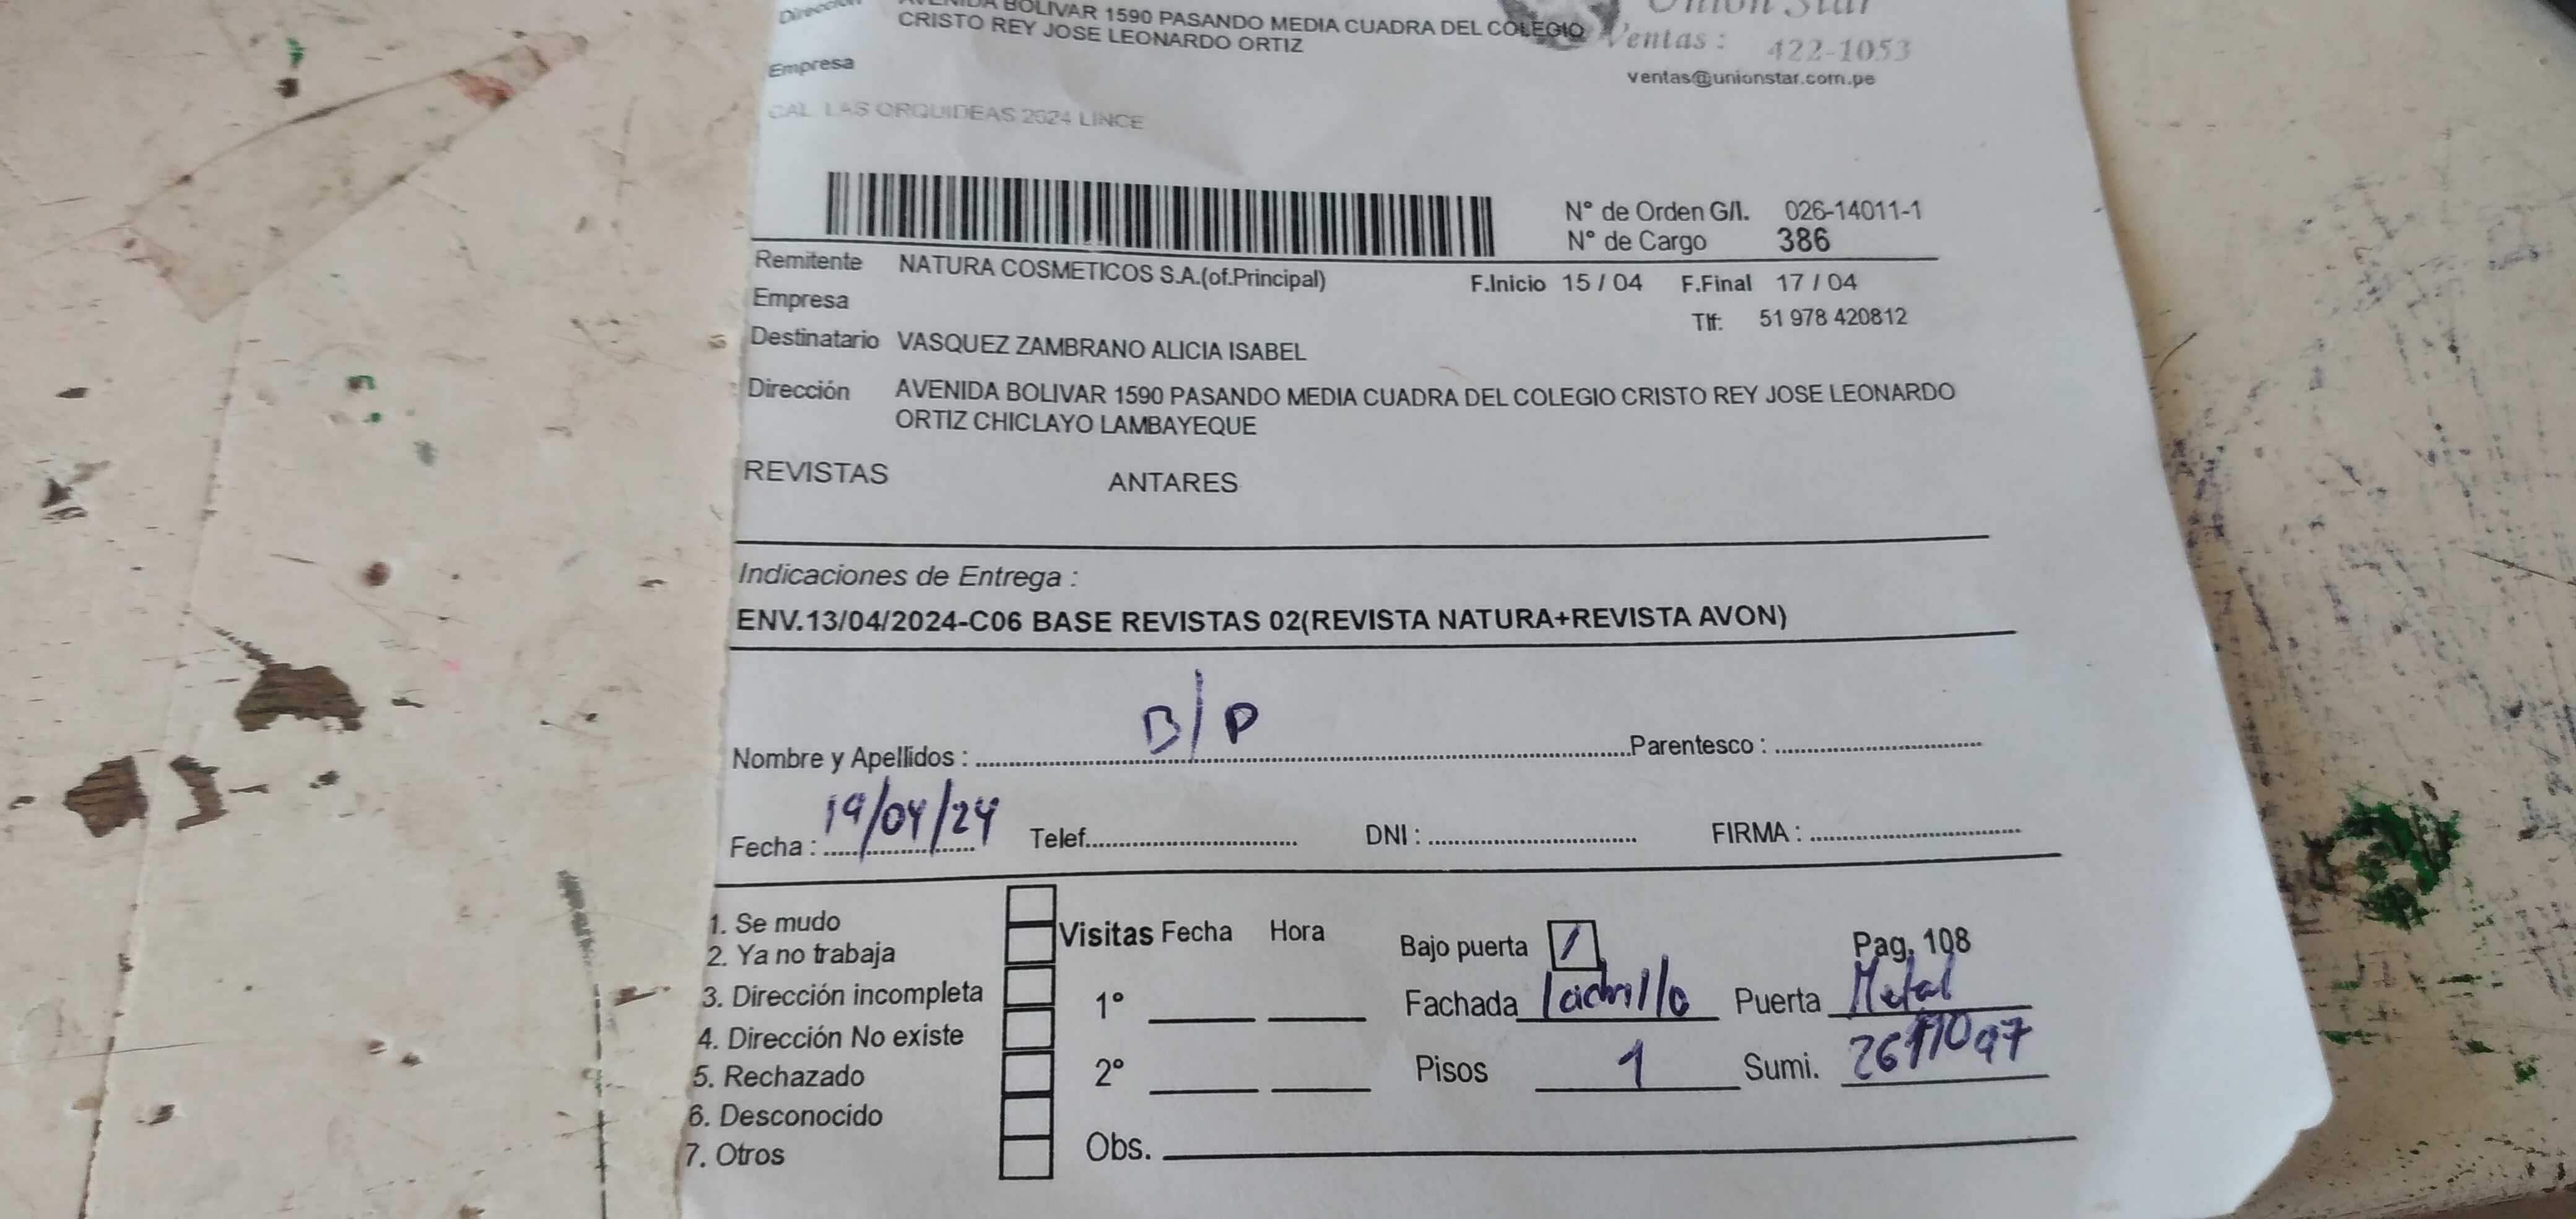 Dirección AVENIDA BOLIVAR 1590 PASANDO MEDIA CUADRA DEL COLEGIO
CRISTO REY JOSE LEONARDO ORTIZ
Union Star
Ventas : 422-1053
ventas@unionstar.com.pe
Empresa
CAL LAS ORQUIDEAS 2624 LINCE
N° de Orden G/I. 026-14011-1
N° de Cargo 386
Remitente NATURA COSMETICOS S.A.(of.Principal)
F.Inicio 15 / 04 F.Final 17 / 04
Empresa
Tlf: 51 978 420812
Destinatario VASQUEZ ZAMBRANO ALICIA ISABEL
Dirección AVENIDA BOLIVAR 1590 PASANDO MEDIA CUADRA DEL COLEGIO CRISTO REY JOSE LEONARDO
ORTIZ CHICLAYO LAMBAYEQUE
REVISTAS ANTARES
Indicaciones de Entrega :
ENV.13/04/2024-C06 BASE REVISTAS 02(REVISTA NATURA+REVISTA AVON)
Nombre y Apellidos : B/P Parentesco :
Fecha : 19/04/24 Telef. DNI : FIRMA :
1. Se mudo
2. Ya no trabaja
3. Dirección incompleta
4. Dirección No existe
5. Rechazado
6. Desconocido
7. Otros
Visitas Fecha Hora
1°
2°
Obs.
Bajo puerta / Pag. 108
Fachada ladrillo Puerta Metal
Pisos 1 Sumi.